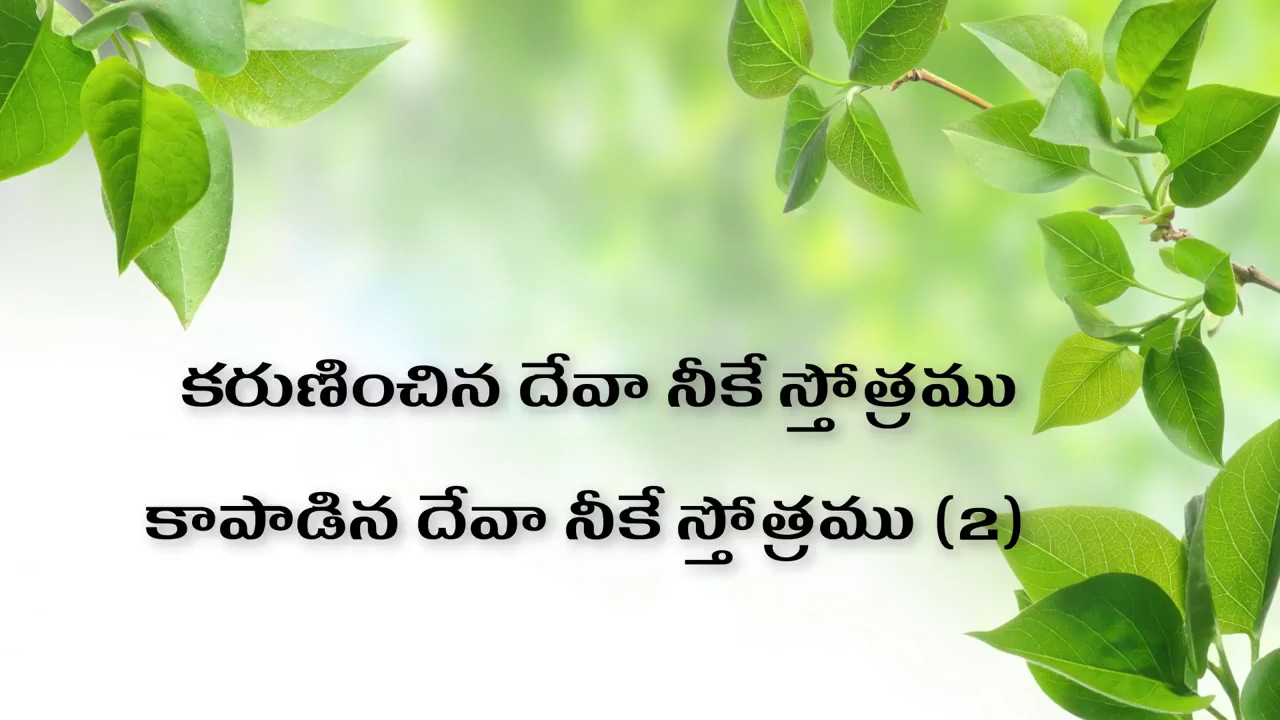 కరుణించిన దేవా నీకే స్తోత్రము
కాపాడిన దేవా నీకే స్తోత్రము (2)